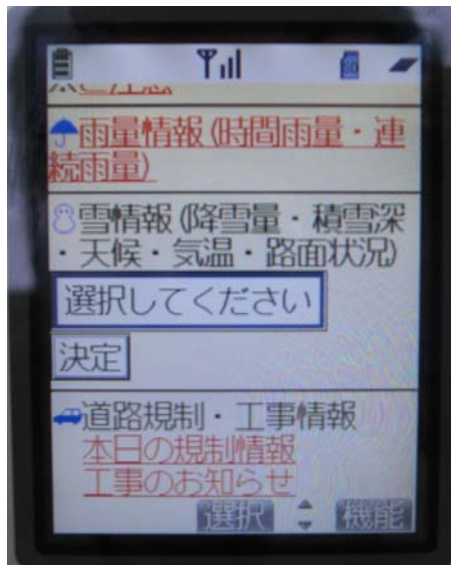 ※ご注意
雨量情報(時間雨量・連
続雨量)
雪情報(降雪量・積雪深
・天候・気温・路面状況)
選択してください
決定
道路規制・工事情報
本日の規制情報
工事のお知らせ
選択 機能